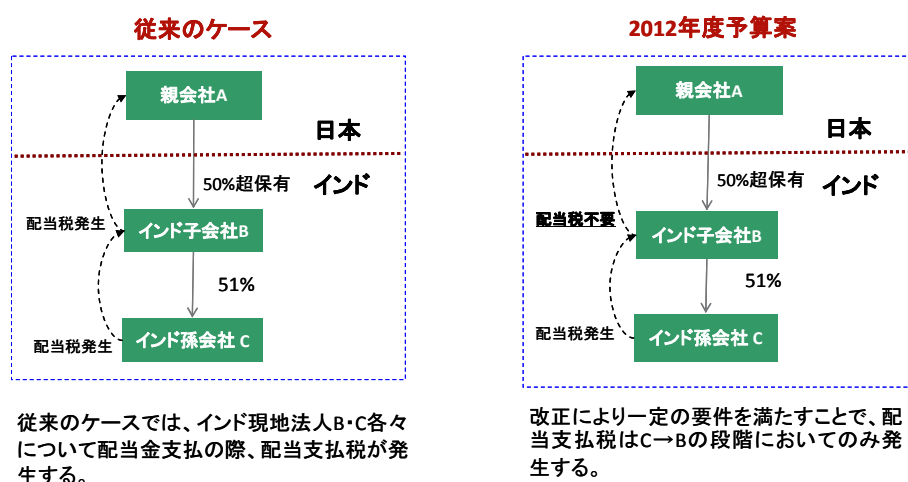 従来のケース
親会社A
日本
50%超保有
インド
配当税発生
インド子会社B
51%
配当税発生
インド孫会社 C
従来のケースでは、インド現地法人B・C各々
について配当金支払の際、配当支払税が発
生する。
2012年度予算案
親会社A
日本
50%超保有
インド
配当税不要
インド子会社B
51%
配当税発生
インド孫会社 C
改正により一定の要件を満たすことで、配
当支払税はC→Bの段階においてのみ発
生する。